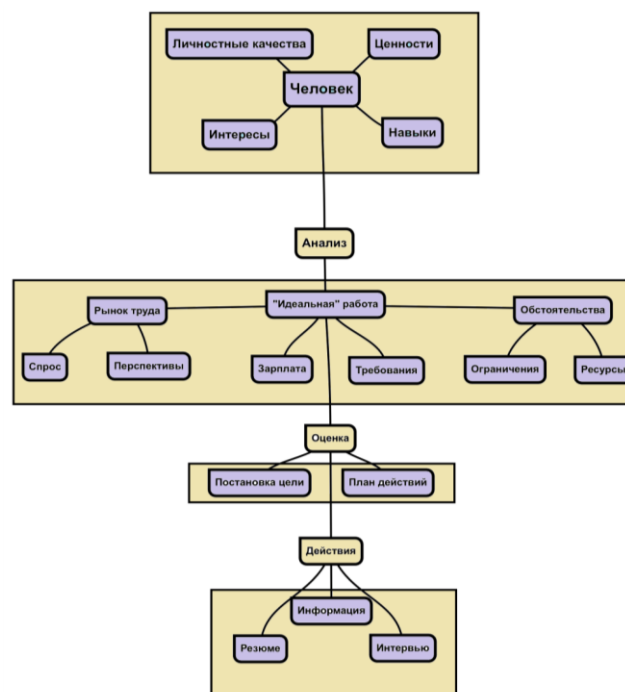 Личностные качества
Ценности
Человек
Интересы
Навыки
Анализ
Рынок труда
"Идеальная" работа
Обстоятельства
Спрос
Перспективы
Зарплата
Требования
Ограничения
Ресурсы
Оценка
Постановка цели
План действий
Действия
Информация
Резюме
Интервью